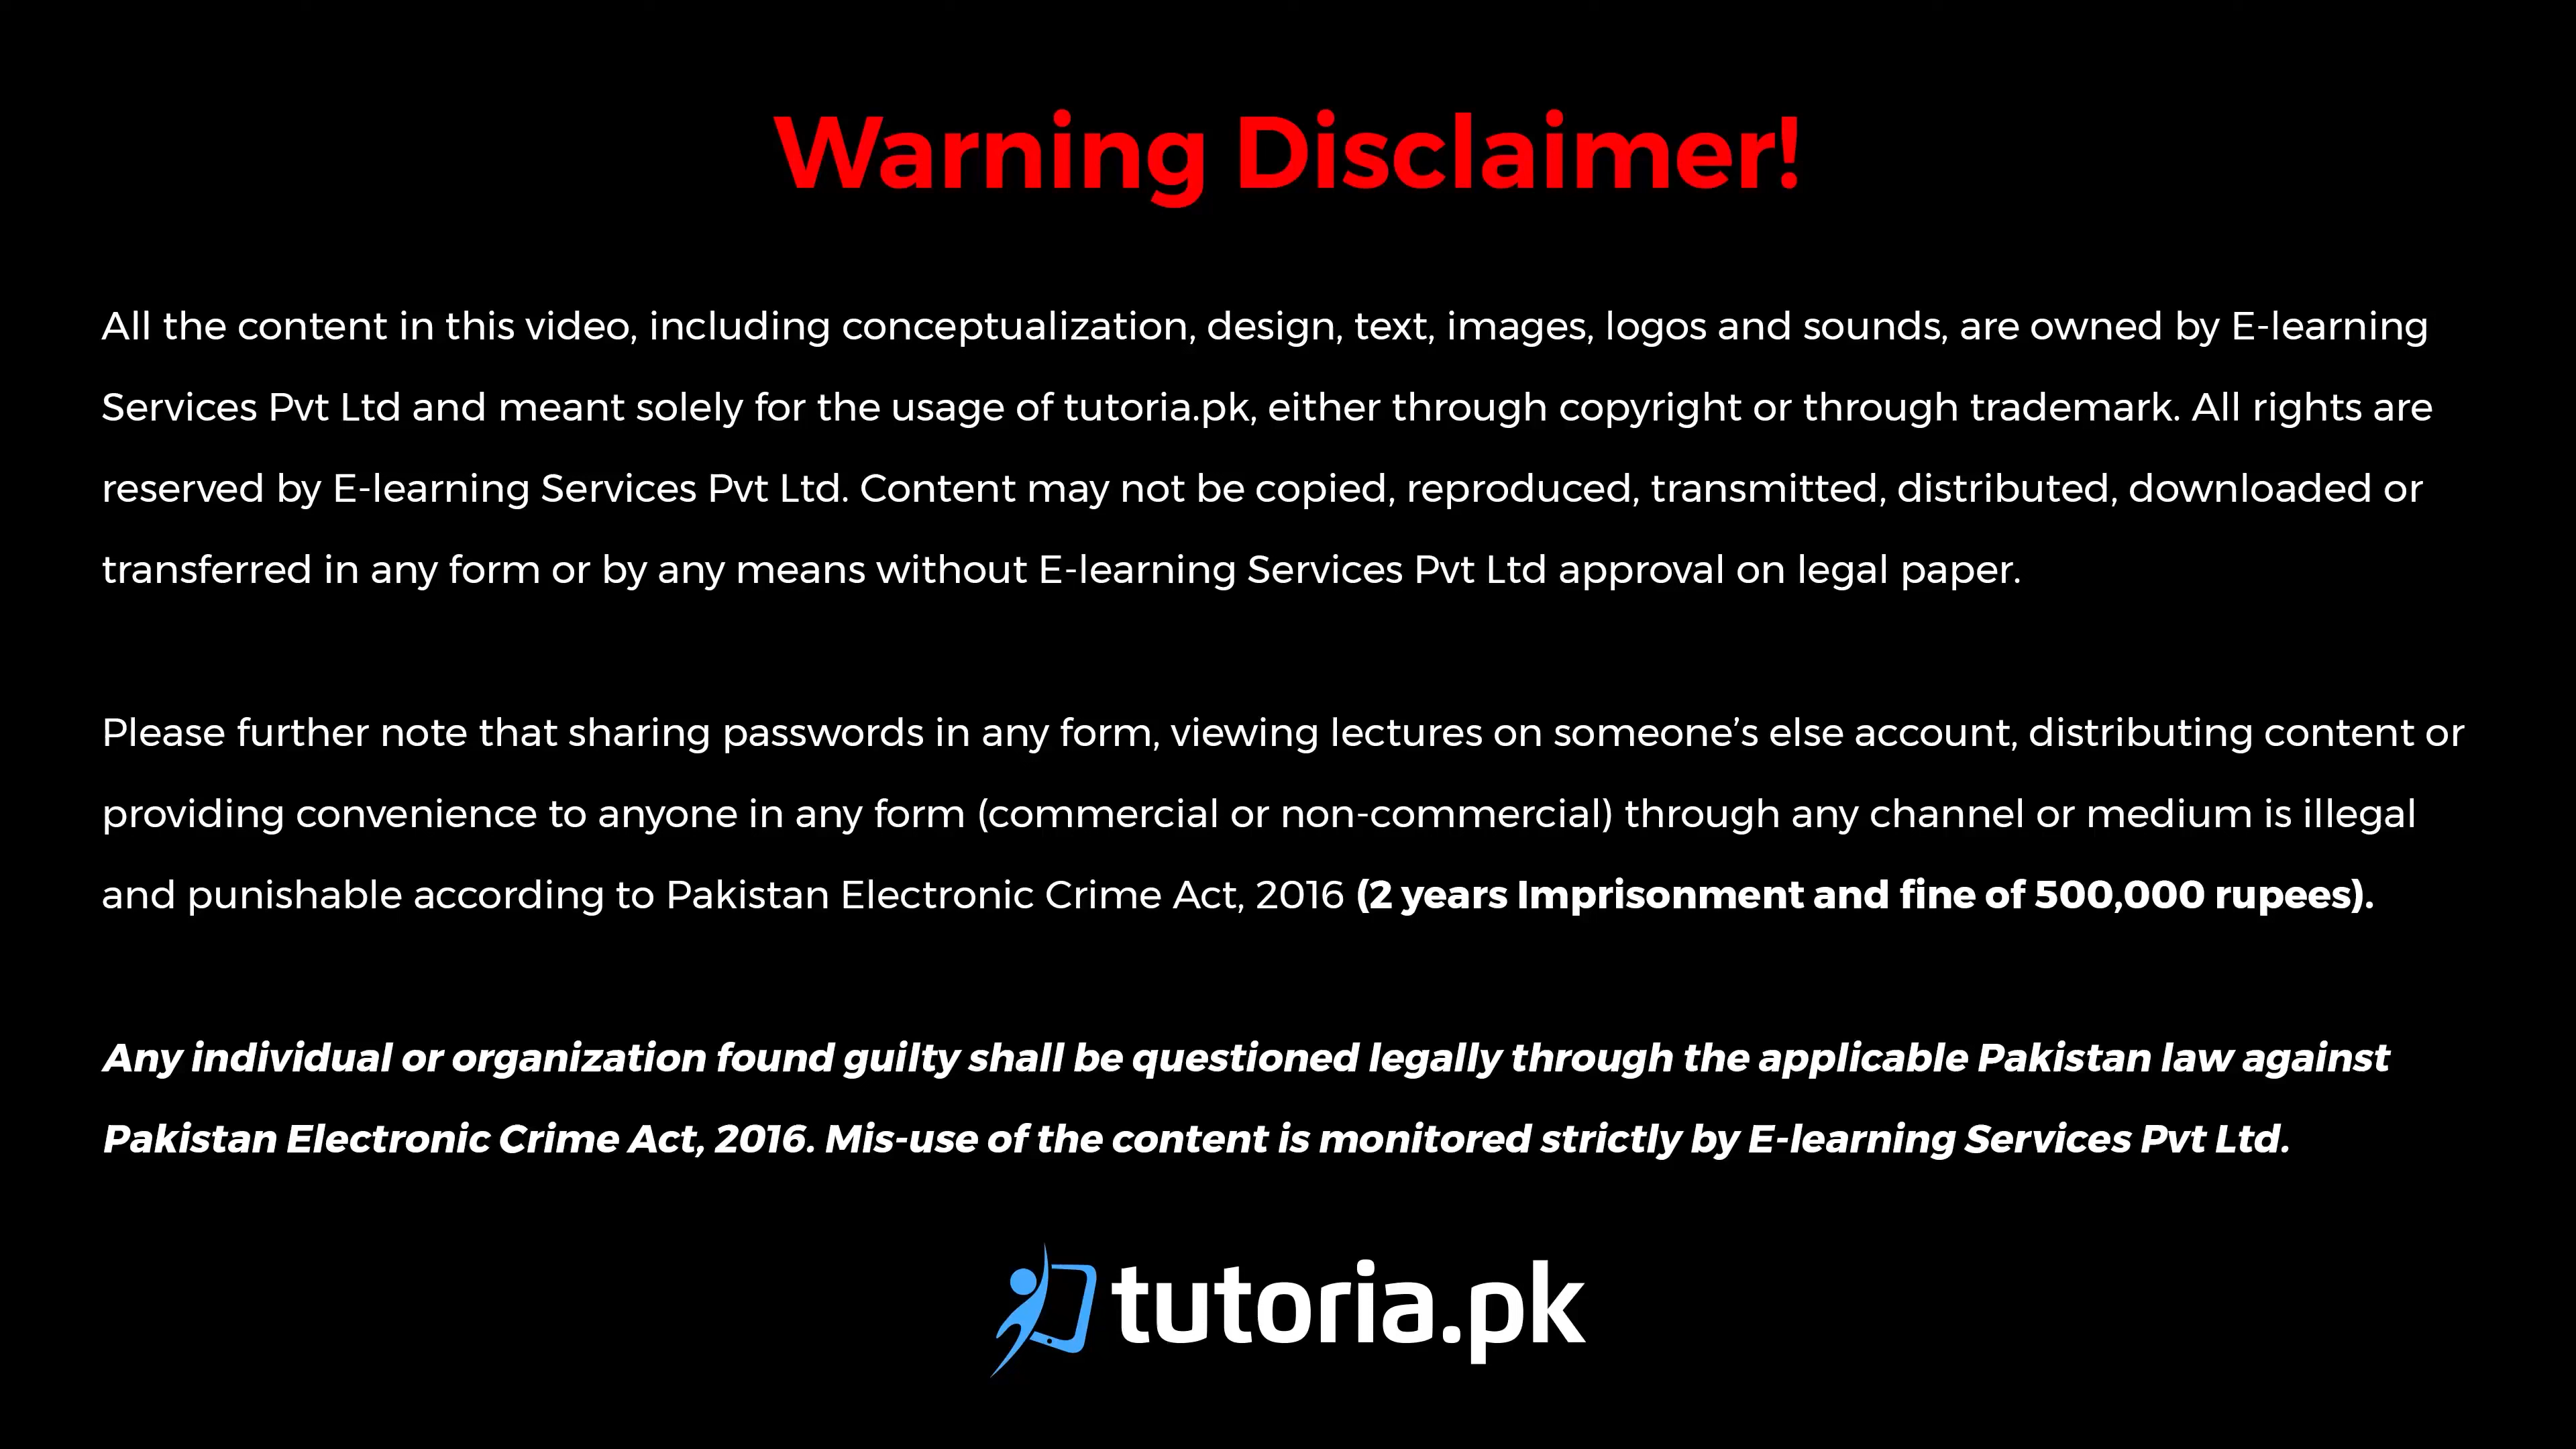 Warning Disclaimer!
All the content in this video, including conceptualization, design, text, images, logos and sounds, are owned by E-learning
Services Pvt Ltd and meant solely for the usage of tutoria.pk, either through copyright or through trademark. All rights are
reserved by E-learning Services Pvt Ltd. Content may not be copied, reproduced, transmitted, distributed, downloaded or
transferred in any form or by any means without E-learning Services Pvt Ltd approval on legal paper.
Please further note that sharing passwords in any form, viewing lectures on someone’s else account, distributing content or
providing convenience to anyone in any form (commercial or non-commercial) through any channel or medium is illegal
and punishable according to Pakistan Electronic Crime Act, 2016 (2 years Imprisonment and fine of 500,000 rupees).
Any individual or organization found guilty shall be questioned legally through the applicable Pakistan law against
Pakistan Electronic Crime Act, 2016. Mis-use of the content is monitored strictly by E-learning Services Pvt Ltd.
tutoria.pk